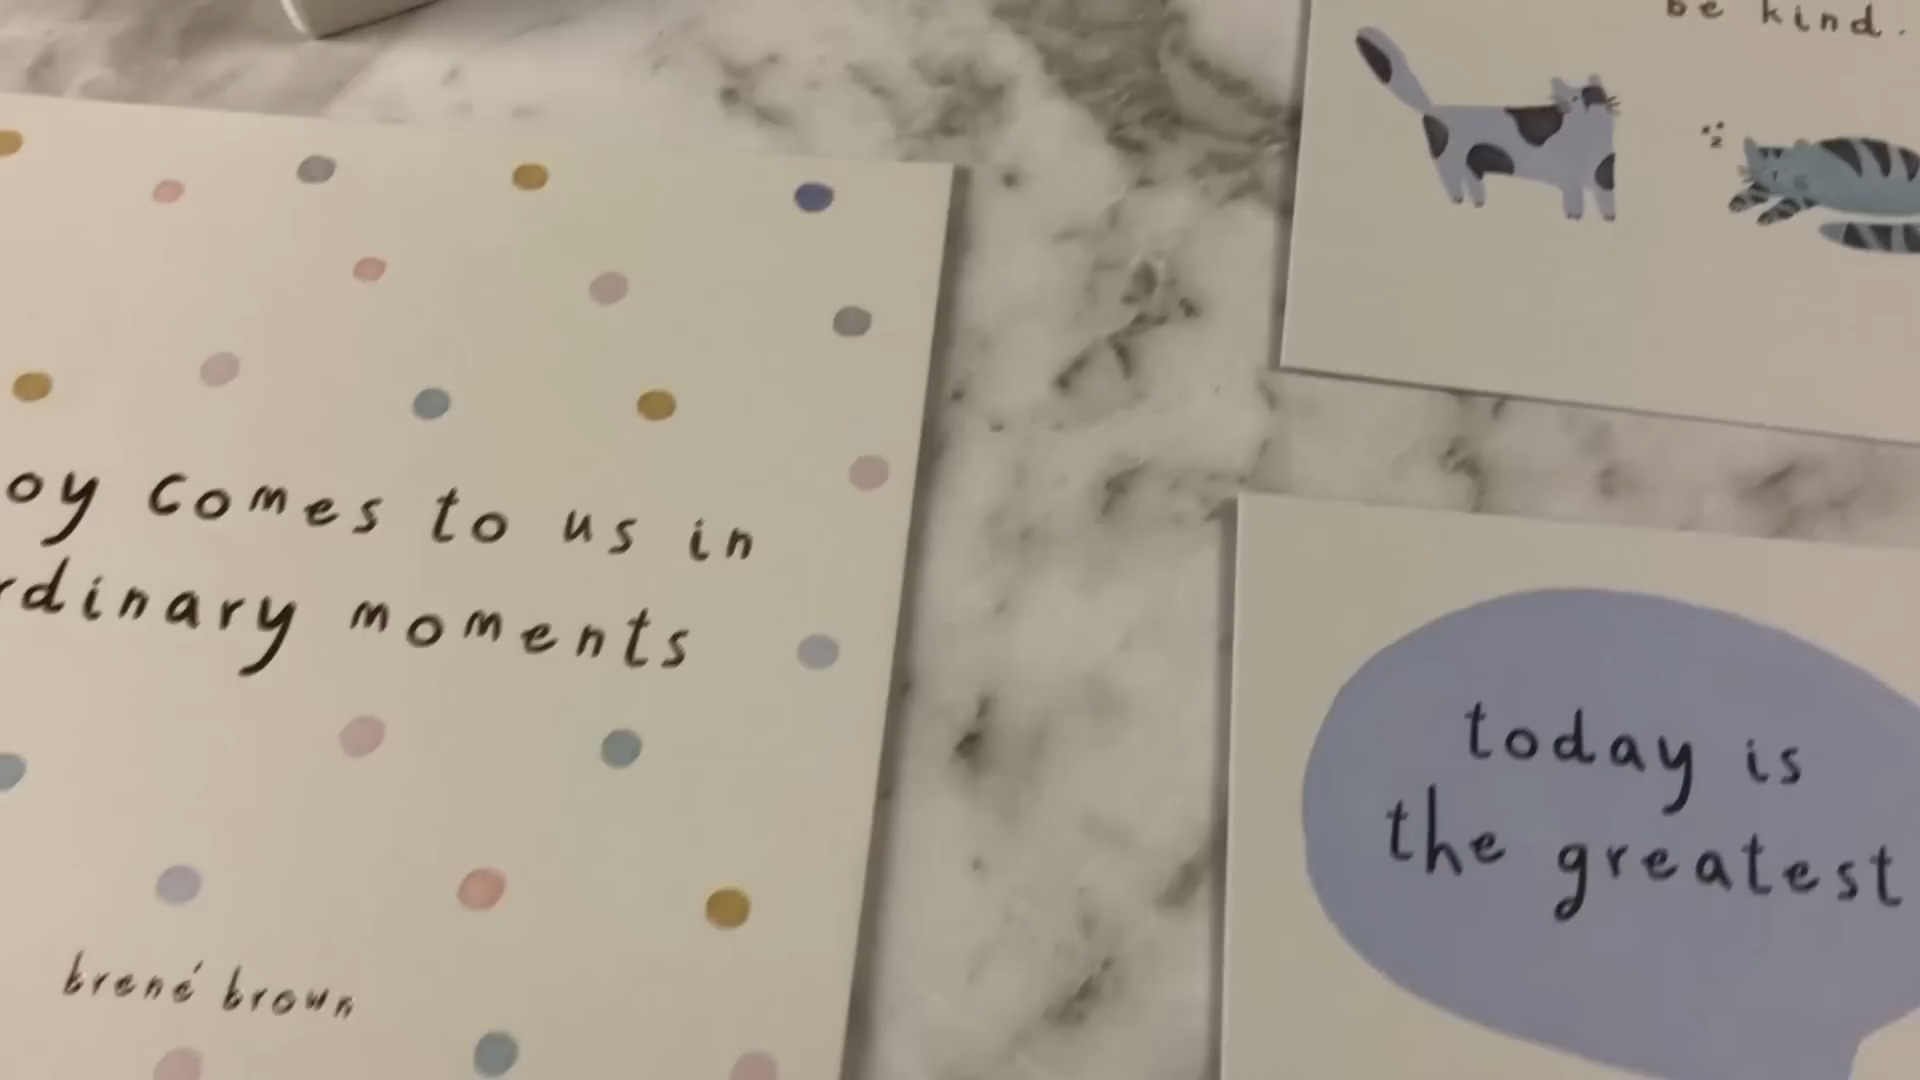 be kind.
oy comes to us in
rdinary moments
brené brown
today is
the greatest
z